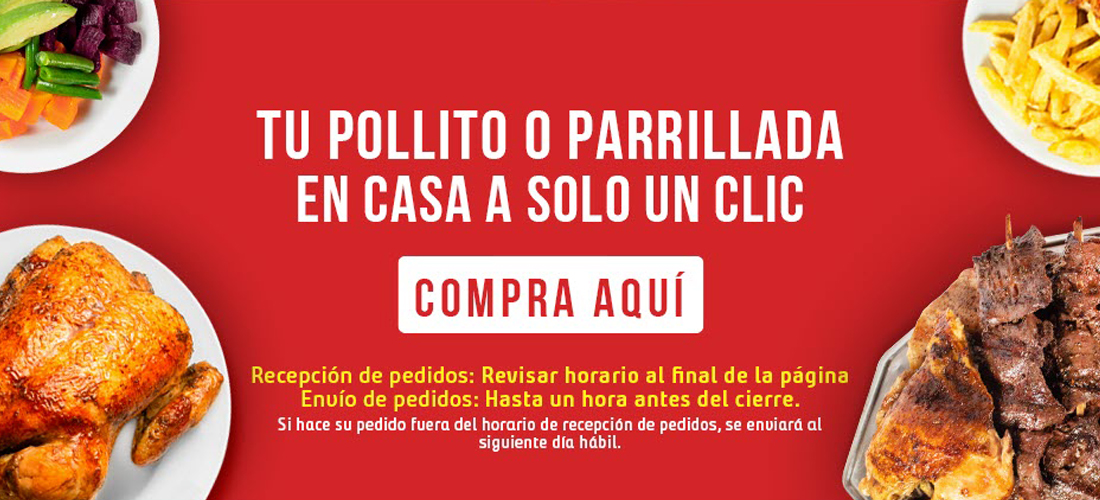 TU POLLITO O PARRILLADA
EN CASA A SOLO UN CLIC
COMPRA AQUÍ
Recepción de pedidos: Revisar horario al final de la página
Envío de pedidos: Hasta un hora antes del cierre.
Si hace su pedido fuera del horario de recepción de pedidos, se enviará al
siguiente día hábil.